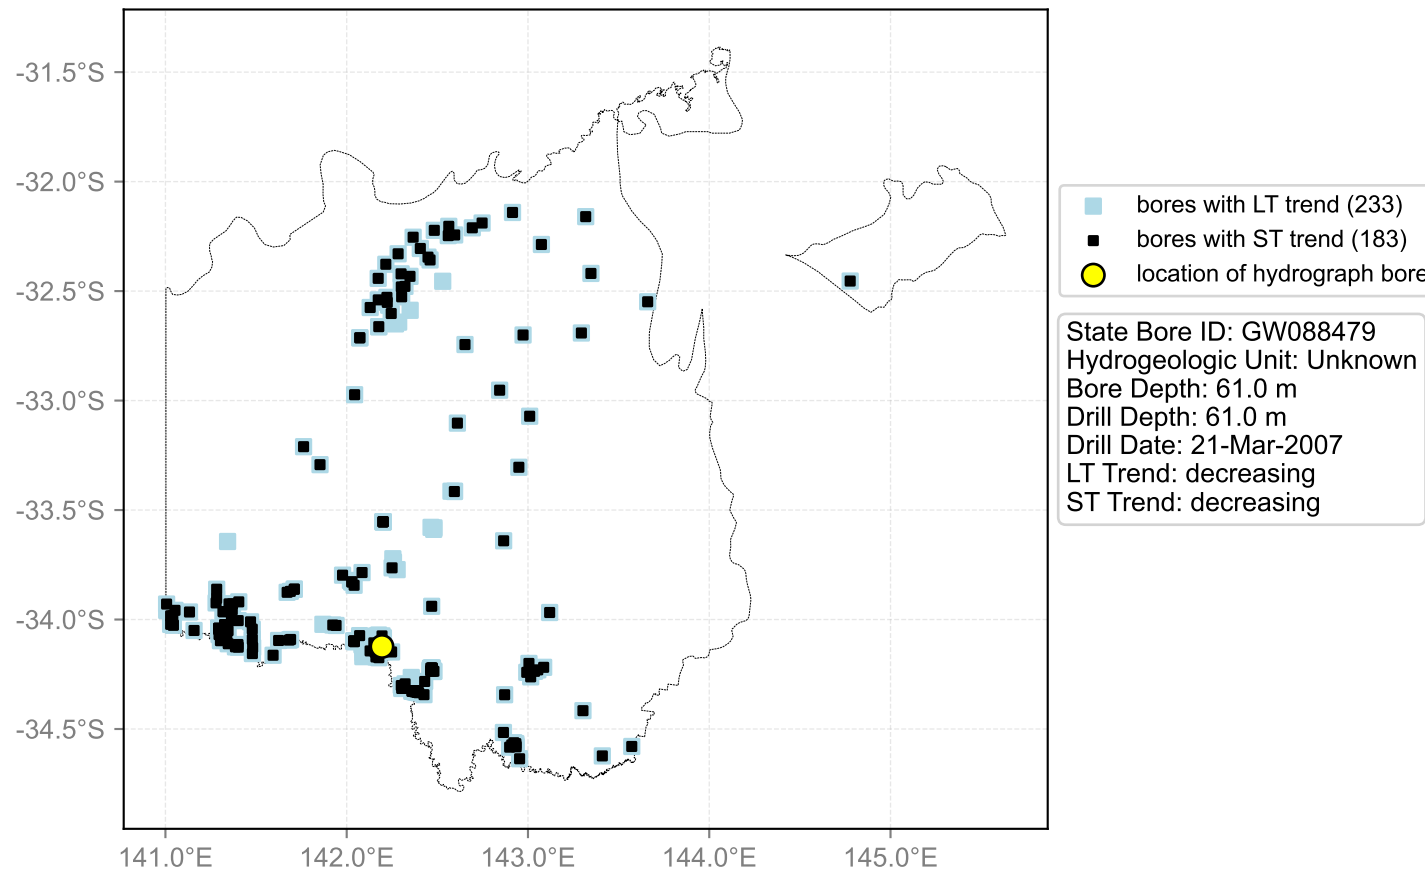 -31.5°S
-32.0°S
-32.5°S
-33.0°S
-33.5°S
-34.0°S
-34.5°S
141.0°E
142.0°E
143.0°E
144.0°E
145.0°E
bores with LT trend (233)
bores with ST trend (183)
location of hydrograph bore
State Bore ID: GW088479
Hydrogeologic Unit: Unknown
Bore Depth: 61.0 m
Drill Depth: 61.0 m
Drill Date: 21-Mar-2007
LT Trend: decreasing
ST Trend: decreasing